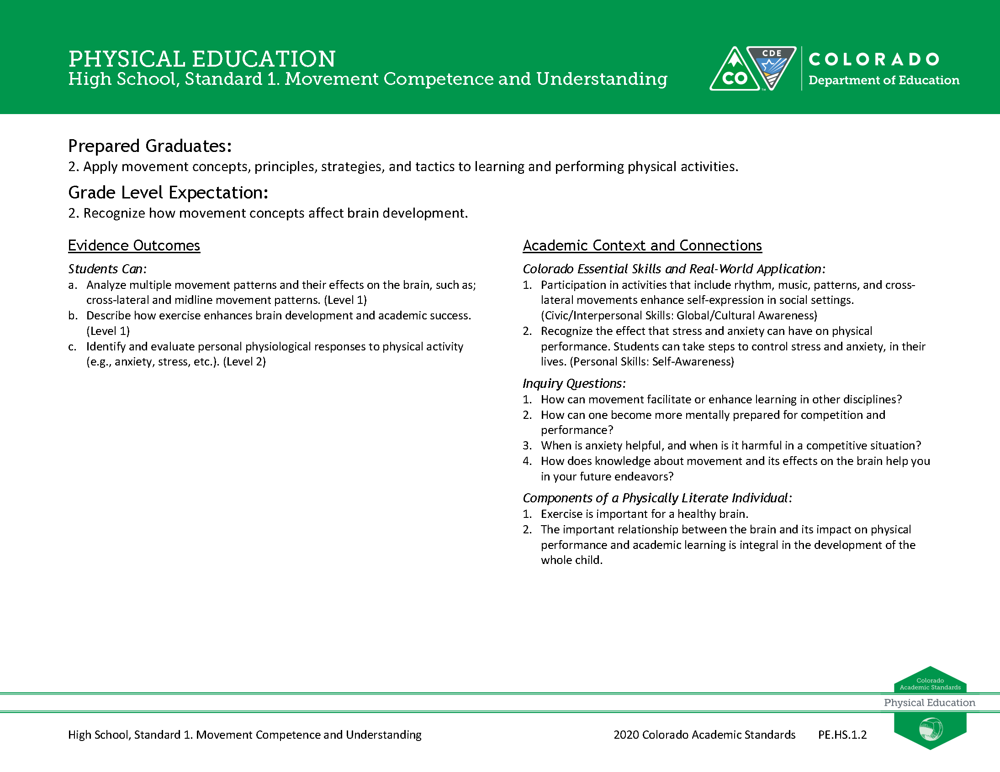 PHYSICAL EDUCATION
High School, Standard 1. Movement Competence and Understanding
CO
TM
CDE
COLORADO
Department of Education
Prepared Graduates:
2. Apply movement concepts, principles, strategies, and tactics to learning and performing physical activities.
Grade Level Expectation:
2. Recognize how movement concepts affect brain development.
Evidence Outcomes
Students Can:
a. Analyze multiple movement patterns and their effects on the brain, such as;
cross-lateral and midline movement patterns. (Level 1)
b. Describe how exercise enhances brain development and academic success.
(Level 1)
c. Identify and evaluate personal physiological responses to physical activity
(e.g., anxiety, stress, etc.). (Level 2)
Academic Context and Connections
Colorado Essential Skills and Real-World Application:
1. Participation in activities that include rhythm, music, patterns, and cross-
lateral movements enhance self-expression in social settings.
(Civic/Interpersonal Skills: Global/Cultural Awareness)
2. Recognize the effect that stress and anxiety can have on physical
performance. Students can take steps to control stress and anxiety, in their
lives. (Personal Skills: Self-Awareness)
Inquiry Questions:
1. How can movement facilitate or enhance learning in other disciplines?
2. How can one become more mentally prepared for competition and
performance?
3. When is anxiety helpful, and when is it harmful in a competitive situation?
4. How does knowledge about movement and its effects on the brain help you
in your future endeavors?
Components of a Physically Literate Individual:
1. Exercise is important for a healthy brain.
2. The important relationship between the brain and its impact on physical
performance and academic learning is integral in the development of the
whole child.
Colorado
Academic Standards
Physical Education
High School, Standard 1. Movement Competence and Understanding
2020 Colorado Academic Standards PE.HS.1.2